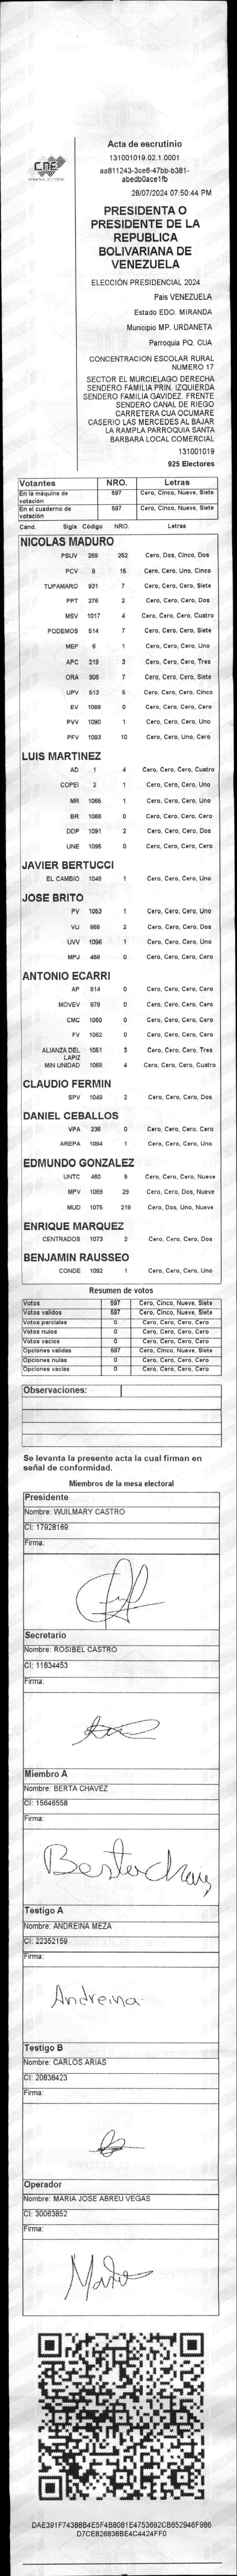 CNE
Acta de escrutinio
131001019.02.1.0001
aa811243-3ce6-47bb-b381-
abedb0ace1fb
28/07/2024 07:50:44 PM
PRESIDENTA O
PRESIDENTE DE LA
REPUBLICA
BOLIVARIANA DE
VENEZUELA
ELECCIÓN PRESIDENCIAL 2024
Pais VENEZUELA
Estado EDO. MIRANDA
Municipio MP. URDANETA
Parroquia PQ. CUA
CONCENTRACION ESCOLAR RURAL
NUMERO 17
SECTOR EL MURCIELAGO DERECHA
SENDERO FAMILIA PRIN. IZQUIERDA
SENDERO FAMILIA GAVIDEZ. FRENTE
SENDERO CANAL DE RIEGO
CARRETERA CUA OCUMARE
CASERIO LAS MERCEDES AL BAJAR
LA RAMPLA PARROQUIA SANTA
BARBARA LOCAL COMERCIAL
131001019
925 Electores
Votantes NRO. Letras
En la máquina de votación 597 Cero, Cinco, Nueve, Siete
En el cuaderno de votación 597 Cero, Cinco, Nueve, Siete
Cand. Sigla Código NRO. Letras
NICOLAS MADURO
PSUV 269 252 Cero, Dos, Cinco, Dos
PCV 9 15 Cero, Cero, Uno, Cinco
TUPAMARO 931 7 Cero, Cero, Cero, Siete
PPT 276 2 Cero, Cero, Cero, Dos
MSV 1017 4 Cero, Cero, Cero, Cuatro
PODEMOS 514 7 Cero, Cero, Cero, Siete
MEP 6 1 Cero, Cero, Cero, Uno
APC 219 3 Cero, Cero, Cero, Tres
ORA 906 7 Cero, Cero, Cero, Siete
UPV 513 5 Cero, Cero, Cero, Cinco
EV 1089 0 Cero, Cero, Cero, Cero
PVV 1090 1 Cero, Cero, Cero, Uno
PFV 1093 10 Cero, Cero, Uno, Cero
LUIS MARTINEZ
AD 1 4 Cero, Cero, Cero, Cuatro
COPEI 2 1 Cero, Cero, Cero, Uno
MR 1065 1 Cero, Cero, Cero, Uno
BR 1066 0 Cero, Cero, Cero, Cero
DDP 1091 2 Cero, Cero, Cero, Dos
UNE 1095 0 Cero, Cero, Cero, Cero
JAVIER BERTUCCI
EL CAMBIO 1048 1 Cero, Cero, Cero, Uno
JOSE BRITO
PV 1053 1 Cero, Cero, Cero, Uno
VU 868 2 Cero, Cero, Cero, Dos
UVV 1096 1 Cero, Cero, Cero, Uno
MPJ 456 0 Cero, Cero, Cero, Cero
ANTONIO ECARRI
AP 814 0 Cero, Cero, Cero, Cero
MOVEV 978 0 Cero, Cero, Cero, Cero
CMC 1050 0 Cero, Cero, Cero, Cero
FV 1052 0 Cero, Cero, Cero, Cero
ALIANZA DEL LAPIZ 1051 3 Cero, Cero, Cero, Tres
MIN UNIDAD 1056 4 Cero, Cero, Cero, Cuatro
CLAUDIO FERMIN
SPV 1049 2 Cero, Cero, Cero, Dos
DANIEL CEBALLOS
VPA 236 0 Cero, Cero, Cero, Cero
AREPA 1094 1 Cero, Cero, Cero, Uno
EDMUNDO GONZALEZ
UNTC 460 9 Cero, Cero, Cero, Nueve
MPV 1069 29 Cero, Cero, Dos, Nueve
MUD 1075 219 Cero, Dos, Uno, Nueve
ENRIQUE MARQUEZ
CENTRADOS 1073 2 Cero, Cero, Cero, Dos
BENJAMIN RAUSSEO
CONDE 1092 1 Cero, Cero, Cero, Uno
Resumen de votos
Votos 597 Cero, Cinco, Nueve, Siete
Votos validos 597 Cero, Cinco, Nueve, Siete
Votos parciales 0 Cero, Cero, Cero, Cero
Votos nulos 0 Cero, Cero, Cero, Cero
Votos vacios 0 Cero, Cero, Cero, Cero
Opciones validas 597 Cero, Cinco, Nueve, Siete
Opciones nulas 0 Cero, Cero, Cero, Cero
Opciones vacias 0 Cero, Cero, Cero, Cero
Observaciones:
Se levanta la presente acta la cual firman en
señal de conformidad.
Miembros de la mesa electoral
Presidente
Nombre: WUILMARY CASTRO
CI: 17928169
Firma:
Secretario
Nombre: ROSIBEL CASTRO
CI: 11834453
Firma:
Miembro A
Nombre: BERTA CHAVEZ
CI: 15646558
Firma:
Testigo A
Nombre: ANDREINA MEZA
CI: 22352159
Firma:
Andreina
Testigo B
Nombre: CARLOS ARIAS
CI: 20838423
Firma:
Operador
Nombre: MARIA JOSE ABREU VEGAS
CI: 30063852
Firma:
DAE391F74388B4E5F4B8081E4753692CB652946F986
D7CEB26838BE4C4424FF0